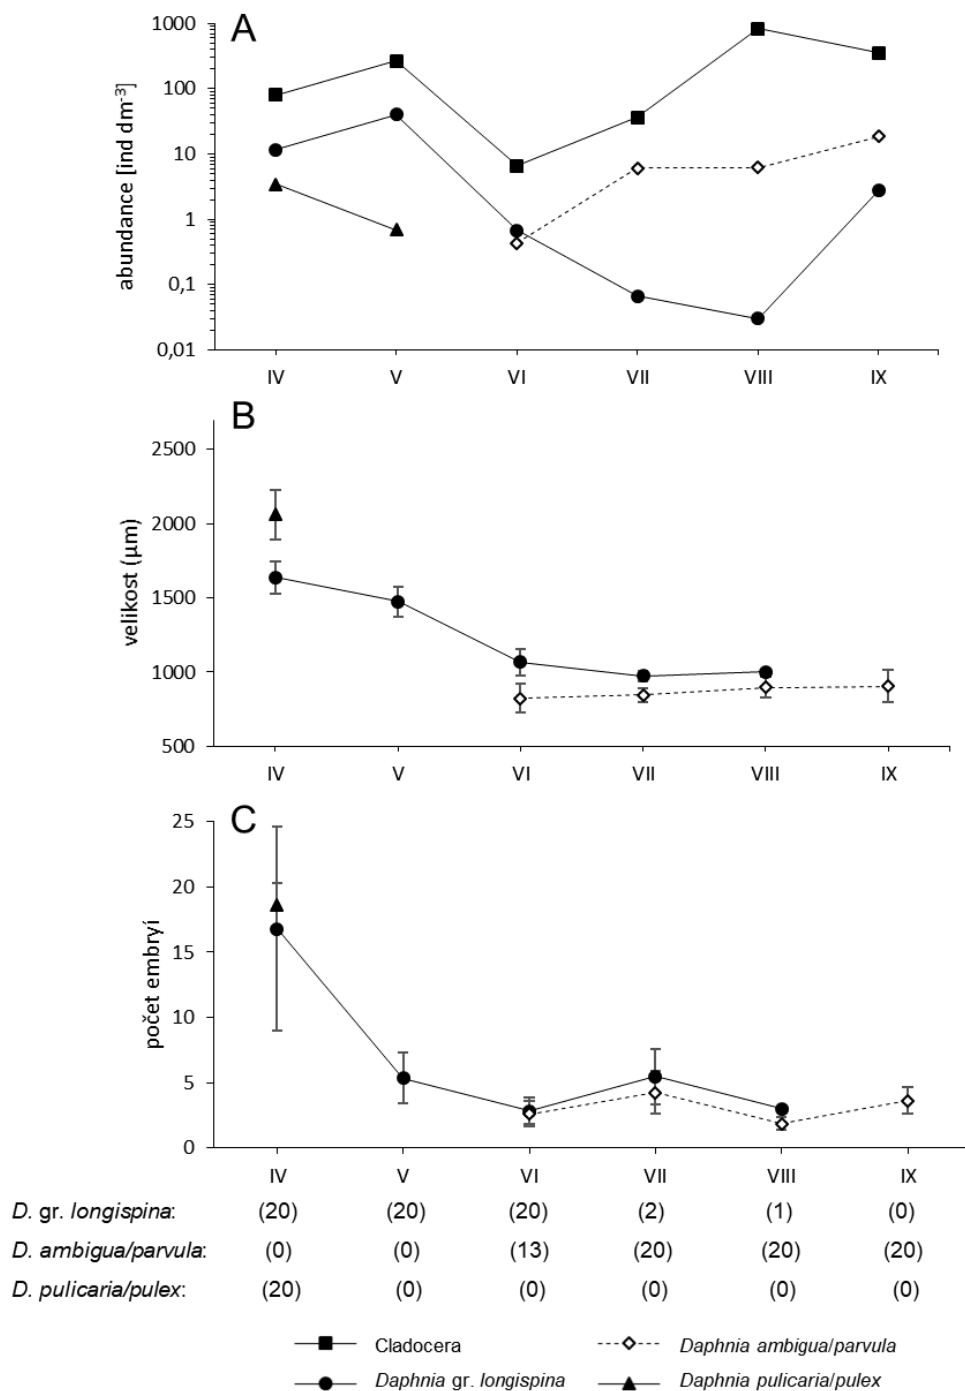 A
1000
100
10
1
0,1
0,01
abundance [ind dm⁻³]
IV V VI VII VIII IX
B
2500
2000
1500
1000
500
velikost (µm)
IV V VI VII VIII IX
C
25
20
15
10
5
0
počet embryí
IV V VI VII VIII IX
D. gr. longispina: (20) (20) (20) (2) (1) (0)
D. ambigua/parvula: (0) (0) (13) (20) (20) (20)
D. pulicaria/pulex: (20) (0) (0) (0) (0) (0)
Cladocera Daphnia ambigua/parvula
Daphnia gr. longispina Daphnia pulicaria/pulex